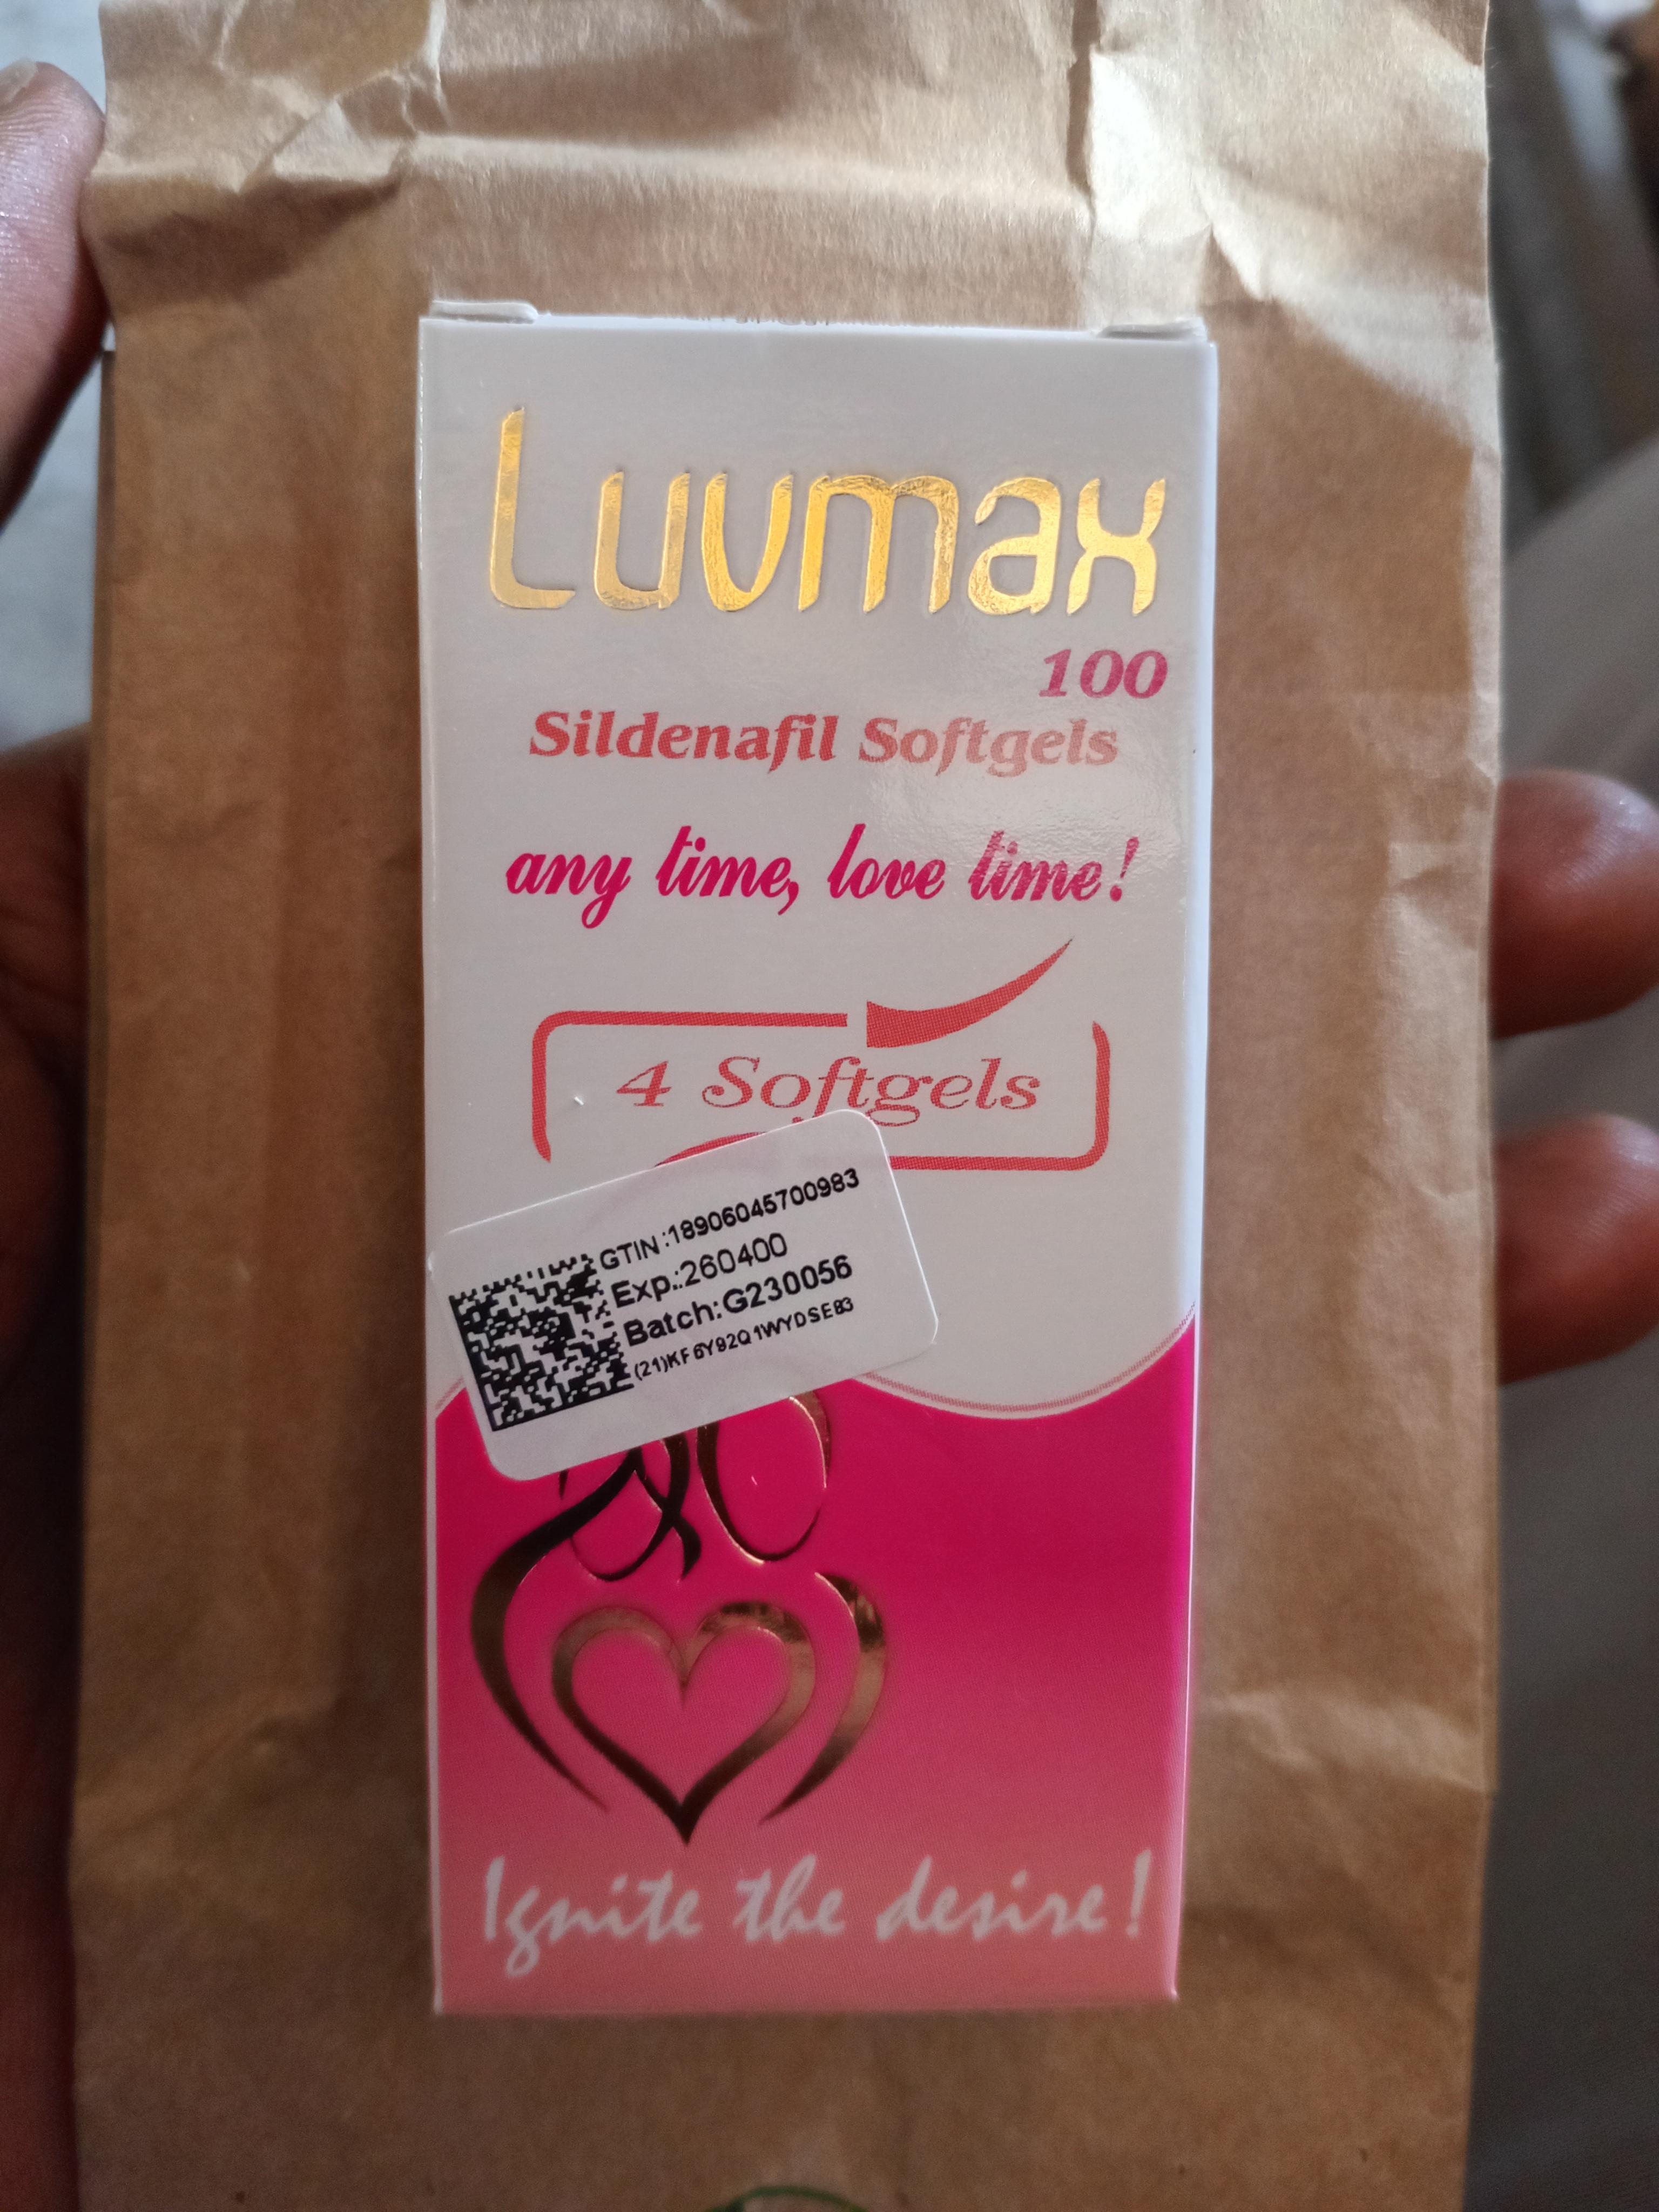 Luvmax
100
Sildenafil Softgels
any time, love time!
4 Softgels
GTIN:18906045700983
Exp.:260400
Batch:G230056
(21)KF6Y92Q1WYDSE83
Ignite the desire!